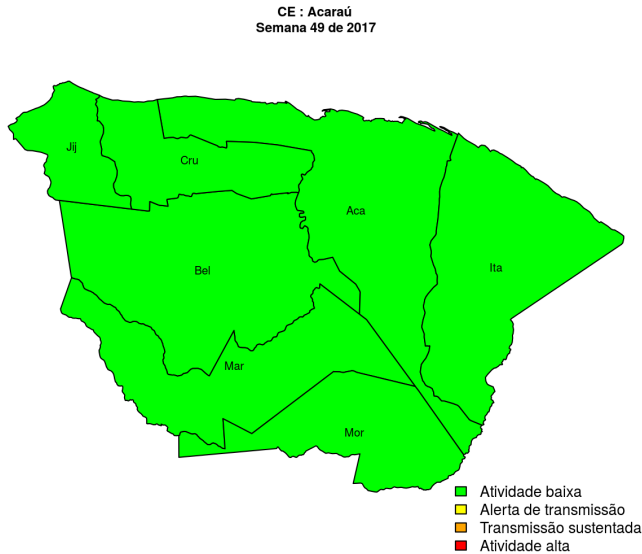 CE : Acaraú
Semana 49 de 2017
Jij
Cru
Aca
Bel
Ita
Mar
Mor
Atividade baixa
Alerta de transmissão
Transmissão sustentada
Atividade alta